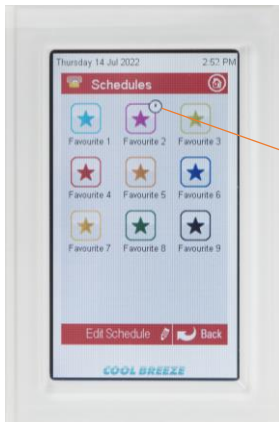 Thursday 14 Jul 2022 2:52 PM
Schedules
Favourite 1 Favourite 2 Favourite 3
Favourite 4 Favourite 5 Favourite 6
Favourite 7 Favourite 8 Favourite 9
Edit Schedule Back
COOL BREEZE